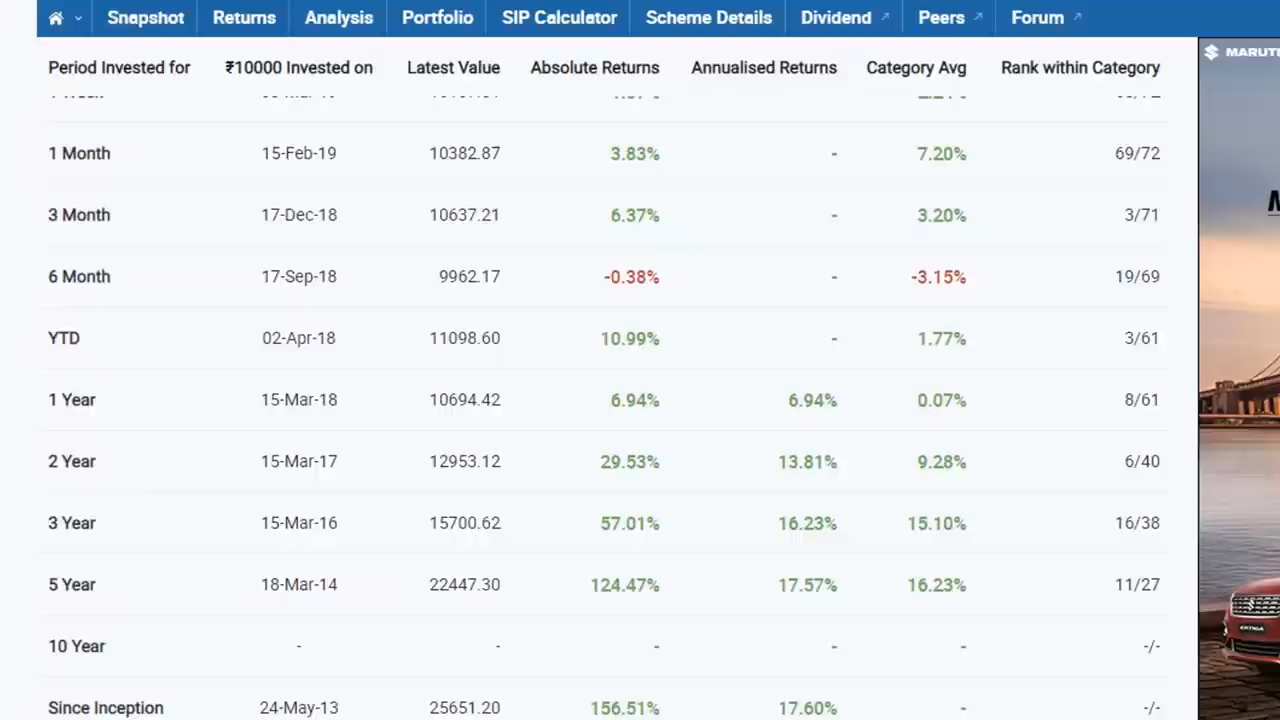 Snapshot Returns Analysis Portfolio SIP Calculator Scheme Details Dividend Peers Forum
Period Invested for ₹10000 Invested on Latest Value Absolute Returns Annualised Returns Category Avg Rank within Category
1 Month 15-Feb-19 10382.87 3.83% - 7.20% 69/72
3 Month 17-Dec-18 10637.21 6.37% - 3.20% 3/71
6 Month 17-Sep-18 9962.17 -0.38% - -3.15% 19/69
YTD 02-Apr-18 11098.60 10.99% - 1.77% 3/61
1 Year 15-Mar-18 10694.42 6.94% 6.94% 0.07% 8/61
2 Year 15-Mar-17 12953.12 29.53% 13.81% 9.28% 6/40
3 Year 15-Mar-16 15700.62 57.01% 16.23% 15.10% 16/38
5 Year 18-Mar-14 22447.30 124.47% 17.57% 16.23% 11/27
10 Year - - - - - -/-
Since Inception 24-May-13 25651.20 156.51% 17.60% - -/-